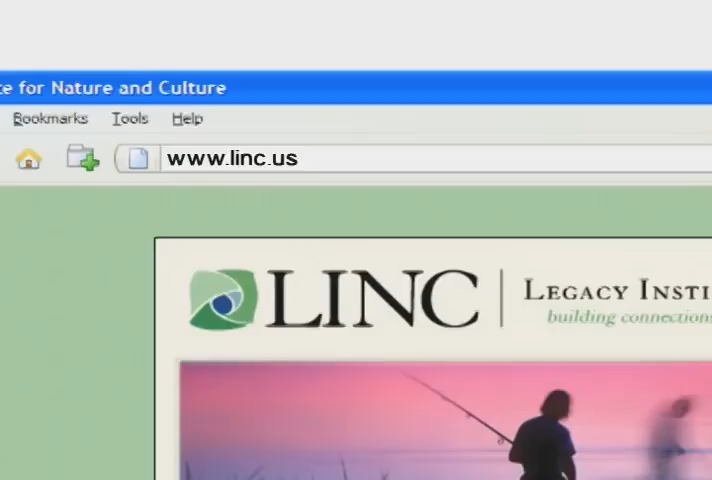 te for Nature and Culture
Bookmarks Tools Help
www.linc.us
LINC LEGACY INSTI
building connections